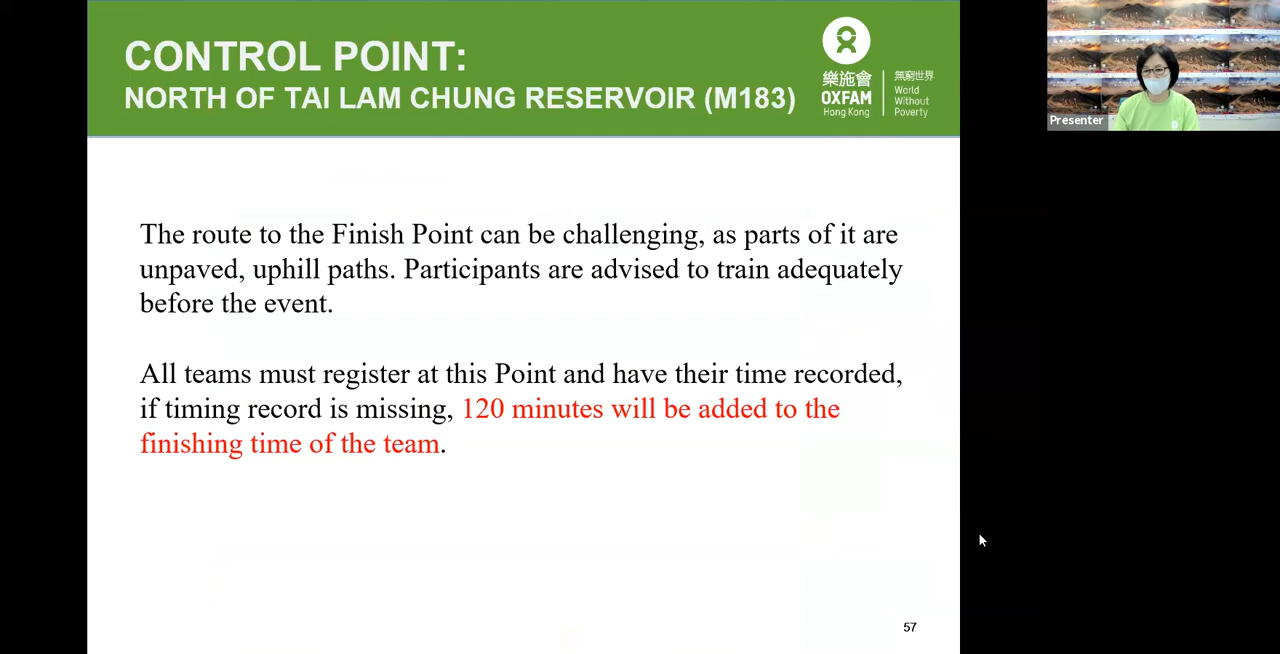 CONTROL POINT:
NORTH OF TAI LAM CHUNG RESERVOIR (M183)
樂施會
OXFAM
Hong Kong
無窮世界
World
Without
Poverty
Presenter
The route to the Finish Point can be challenging, as parts of it are
unpaved, uphill paths. Participants are advised to train adequately
before the event.
All teams must register at this Point and have their time recorded,
if timing record is missing, 120 minutes will be added to the
finishing time of the team.
57